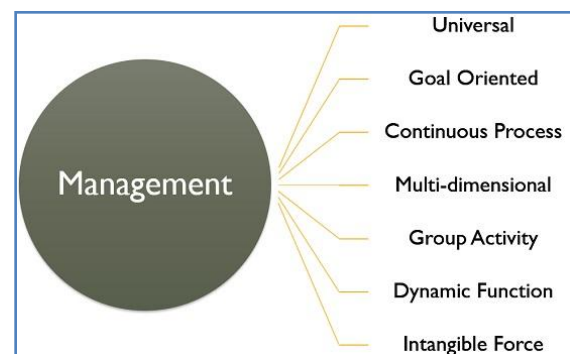 Universal
Goal Oriented
Continuous Process
Management
Multi-dimensional
Group Activity
Dynamic Function
Intangible Force